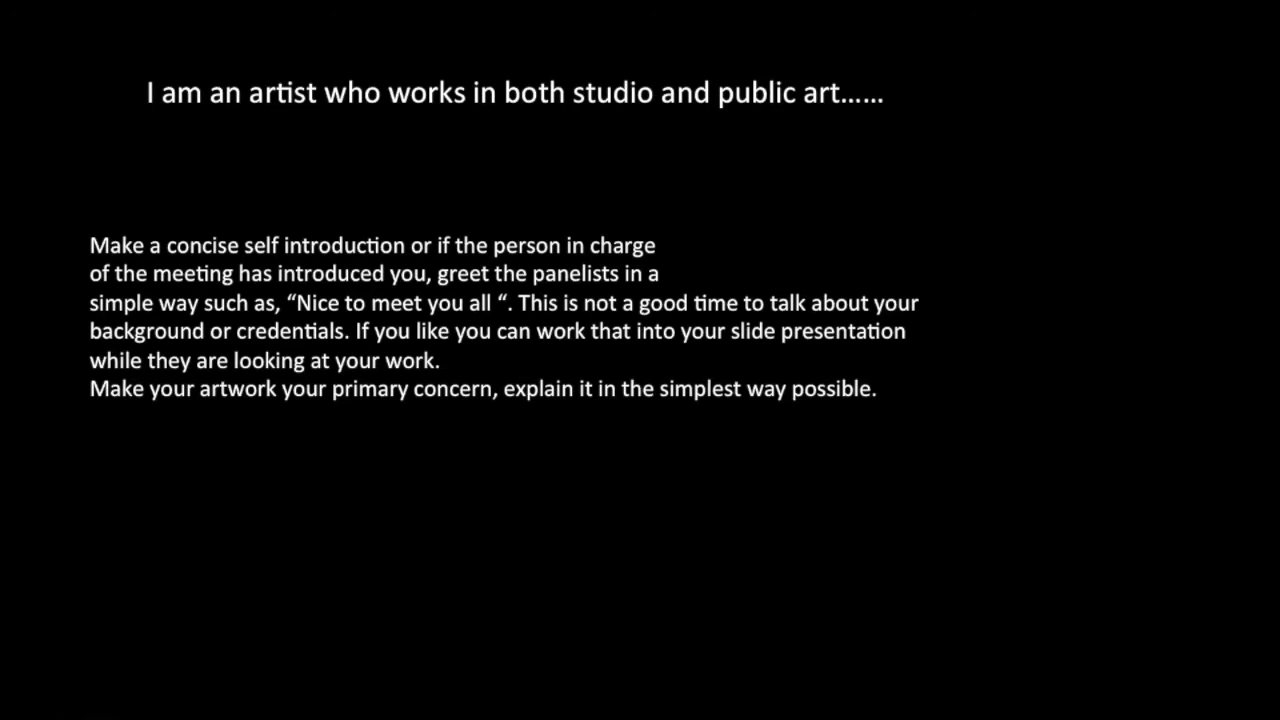 I am an artist who works in both studio and public art......
Make a concise self introduction or if the person in charge
of the meeting has introduced you, greet the panelists in a
simple way such as, “Nice to meet you all “. This is not a good time to talk about your
background or credentials. If you like you can work that into your slide presentation
while they are looking at your work.
Make your artwork your primary concern, explain it in the simplest way possible.